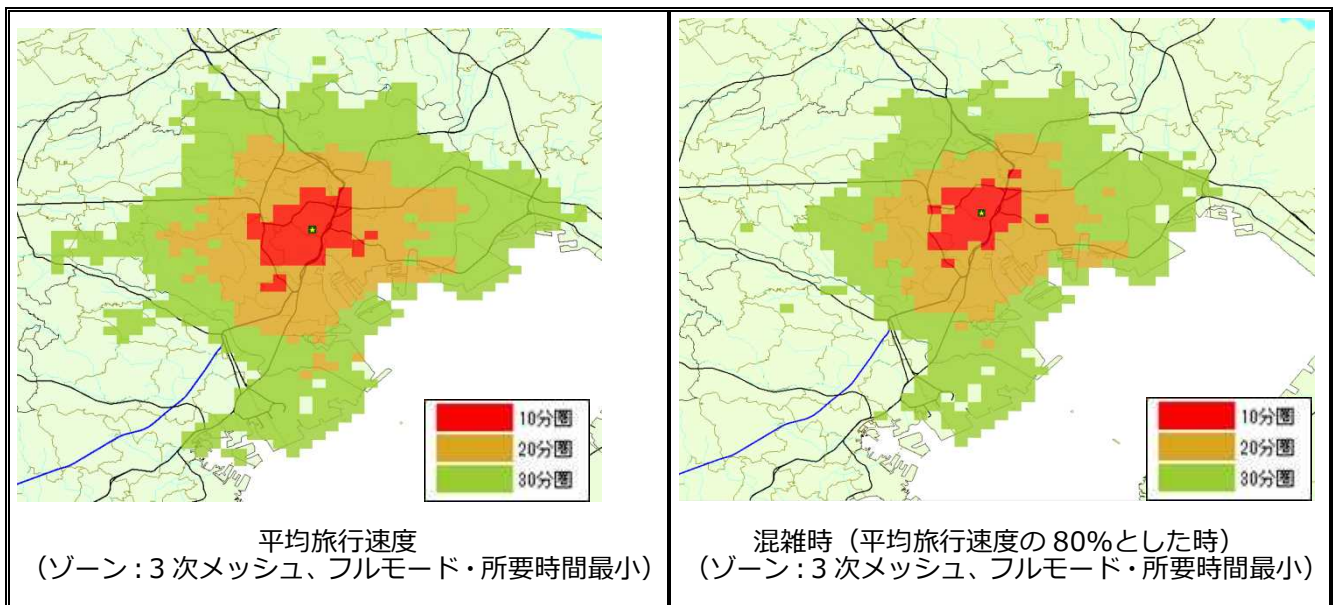 10分圏
20分圏
30分圏
平均旅行速度
（ゾーン：3 次メッシュ、フルモード・所要時間最小）
10分圏
20分圏
30分圏
混雑時（平均旅行速度の 80%とした時）
（ゾーン：3 次メッシュ、フルモード・所要時間最小）